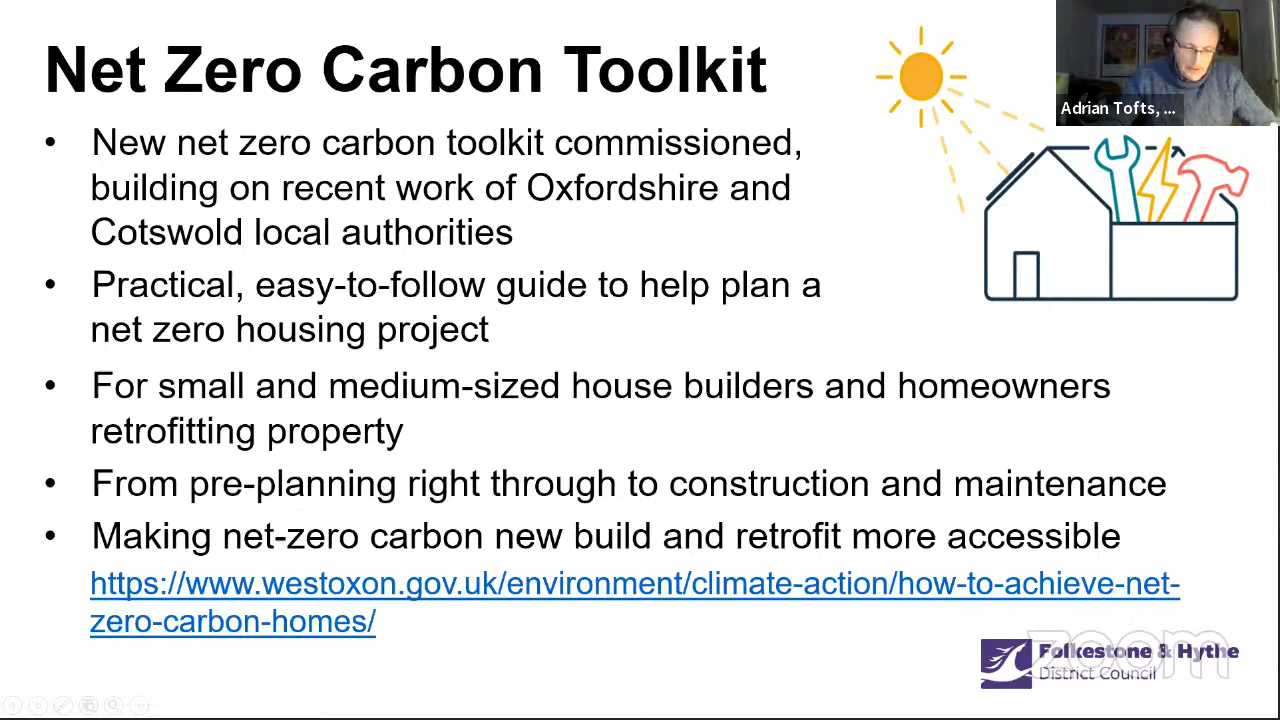 Net Zero Carbon Toolkit
Adrian Tofts, ...
• New net zero carbon toolkit commissioned,
building on recent work of Oxfordshire and
Cotswold local authorities
• Practical, easy-to-follow guide to help plan a
net zero housing project
• For small and medium-sized house builders and homeowners
retrofitting property
• From pre-planning right through to construction and maintenance
• Making net-zero carbon new build and retrofit more accessible
https://www.westoxon.gov.uk/environment/climate-action/how-to-achieve-net-
zero-carbon-homes/
Folkestone & Hythe
District Council
zoom